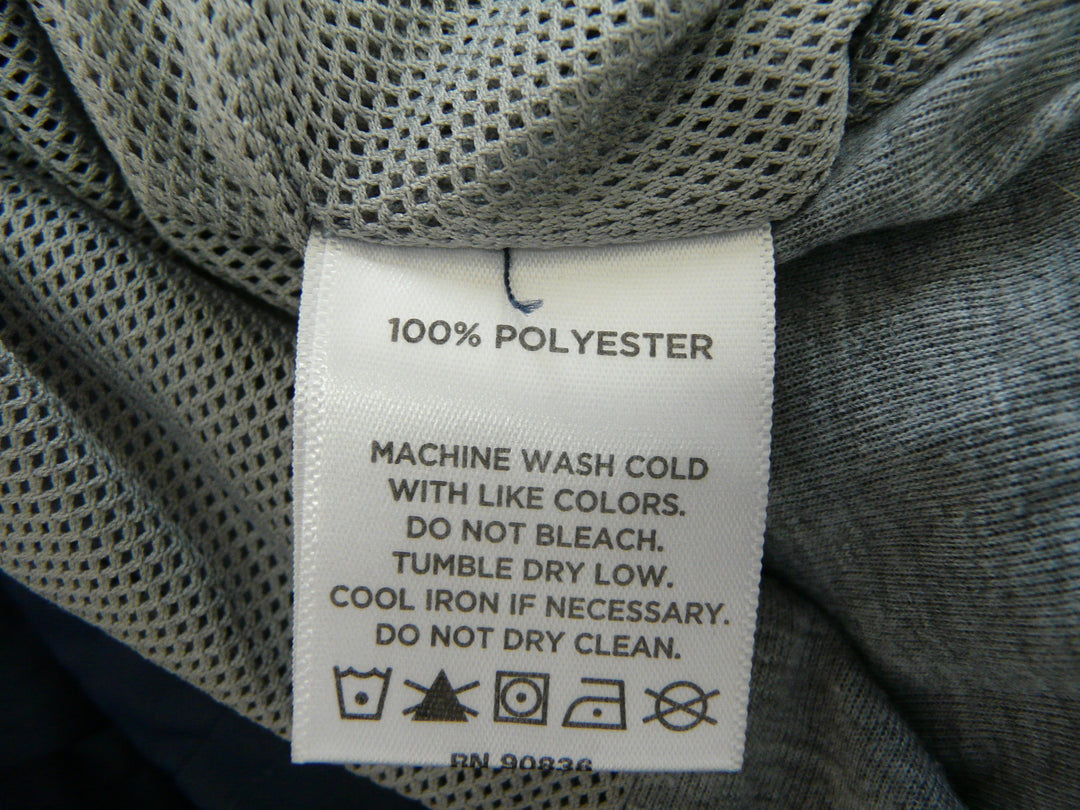 100% POLYESTER
MACHINE WASH COLD
WITH LIKE COLORS.
DO NOT BLEACH.
TUMBLE DRY LOW.
COOL IRON IF NECESSARY.
DO NOT DRY CLEAN.
RN 90836